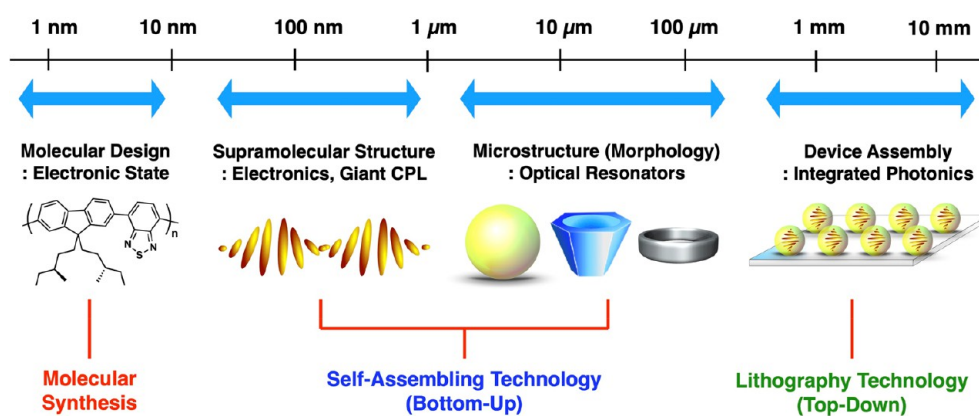 1 nm
10 nm
100 nm
1 µm
10 µm
100 µm
1 mm
10 mm
Molecular Design
: Electronic State
Supramolecular Structure
: Electronics, Giant CPL
Microstructure (Morphology)
: Optical Resonators
Device Assembly
: Integrated Photonics
N
N
S
n
Molecular
Synthesis
Self-Assembling Technology
(Bottom-Up)
Lithography Technology
(Top-Down)